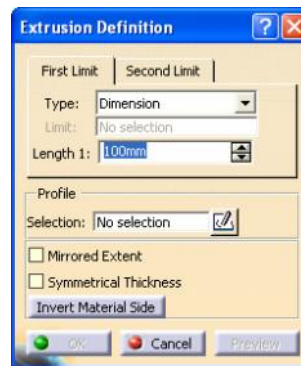 Extrusion Definition
First Limit Second Limit
Type: Dimension
Limit: No selection
Length 1: 100mm
Profile
Selection: No selection
Mirrored Extent
Symmetrical Thickness
Invert Material Side
OK Cancel Preview